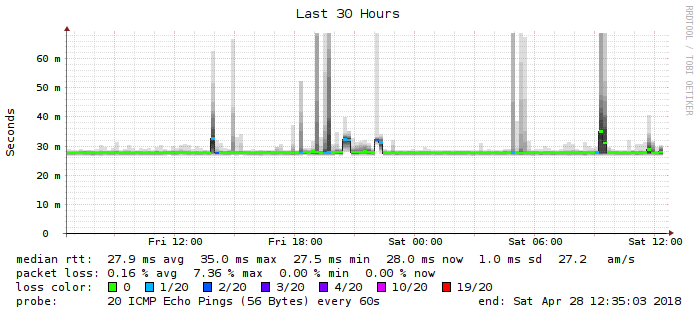 Last 30 Hours
RRDTOOL / TOBI OETIKER
Seconds
60 m
50 m
40 m
30 m
20 m
10 m
0
Fri 12:00 Fri 18:00 Sat 00:00 Sat 06:00 Sat 12:00
median rtt: 27.9 ms avg 35.0 ms max 27.5 ms min 28.0 ms now 1.0 ms sd 27.2 am/s
packet loss: 0.16 % avg 7.36 % max 0.00 % min 0.00 % now
loss color: 0 1/20 2/20 3/20 4/20 10/20 19/20
probe: 20 ICMP Echo Pings (56 Bytes) every 60s end: Sat Apr 28 12:35:03 2018